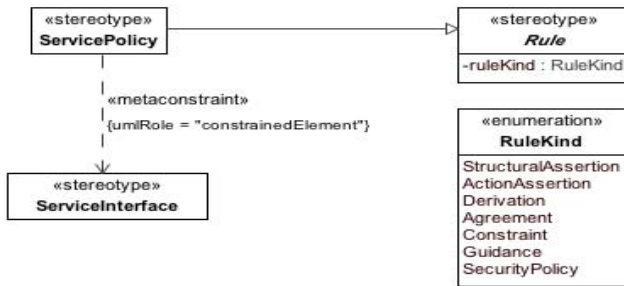 «stereotype»
ServicePolicy
«stereotype»
Rule
-ruleKind : RuleKind
«metaconstraint»
{umlRole = "constrainedElement"}
«stereotype»
ServiceInterface
«enumeration»
RuleKind
StructuralAssertion
ActionAssertion
Derivation
Agreement
Constraint
Guidance
SecurityPolicy